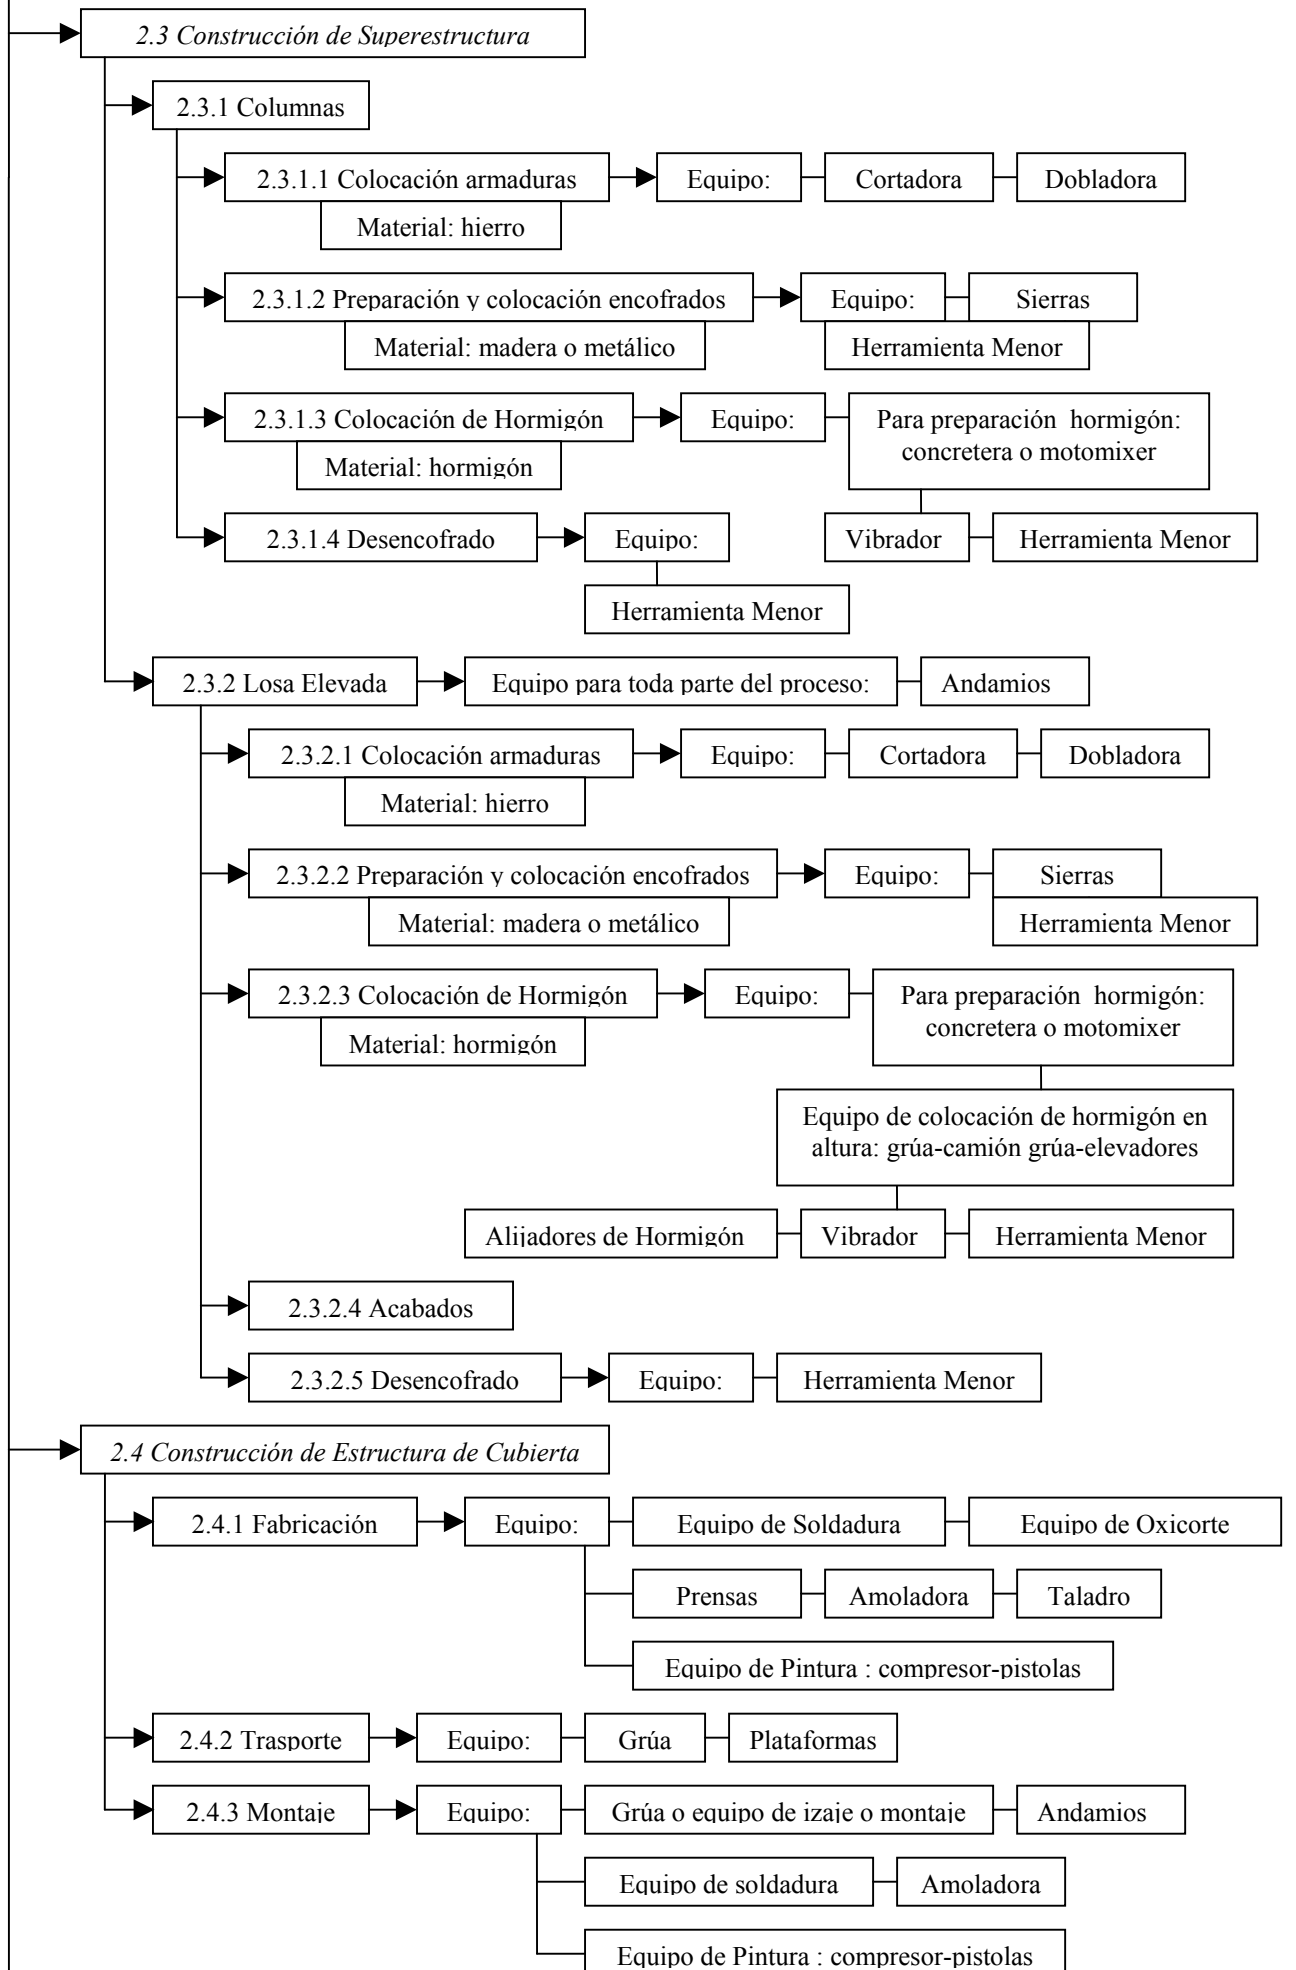 2.3 Construcción de Superestructura
2.3.1 Columnas
2.3.1.1 Colocación armaduras
Equipo:
Cortadora
Dobladora
Material: hierro
2.3.1.2 Preparación y colocación encofrados
Equipo:
Sierras
Material: madera o metálico
Herramienta Menor
2.3.1.3 Colocación de Hormigón
Equipo:
Para preparación hormigón:
concretera o motomixer
Material: hormigón
2.3.1.4 Desencofrado
Equipo:
Vibrador
Herramienta Menor
Herramienta Menor
2.3.2 Losa Elevada
Equipo para toda parte del proceso:
Andamios
2.3.2.1 Colocación armaduras
Equipo:
Cortadora
Dobladora
Material: hierro
2.3.2.2 Preparación y colocación encofrados
Equipo:
Sierras
Material: madera o metálico
Herramienta Menor
2.3.2.3 Colocación de Hormigón
Equipo:
Para preparación hormigón:
concretera o motomixer
Material: hormigón
Equipo de colocación de hormigón en
altura: grúa-camión grúa-elevadores
Alijadores de Hormigón
Vibrador
Herramienta Menor
2.3.2.4 Acabados
2.3.2.5 Desencofrado
Equipo:
Herramienta Menor
2.4 Construcción de Estructura de Cubierta
2.4.1 Fabricación
Equipo:
Equipo de Soldadura
Equipo de Oxicorte
Prensas
Amoladora
Taladro
Equipo de Pintura : compresor-pistolas
2.4.2 Trasporte
Equipo:
Grúa
Plataformas
2.4.3 Montaje
Equipo:
Grúa o equipo de izaje o montaje
Andamios
Equipo de soldadura
Amoladora
Equipo de Pintura : compresor-pistolas